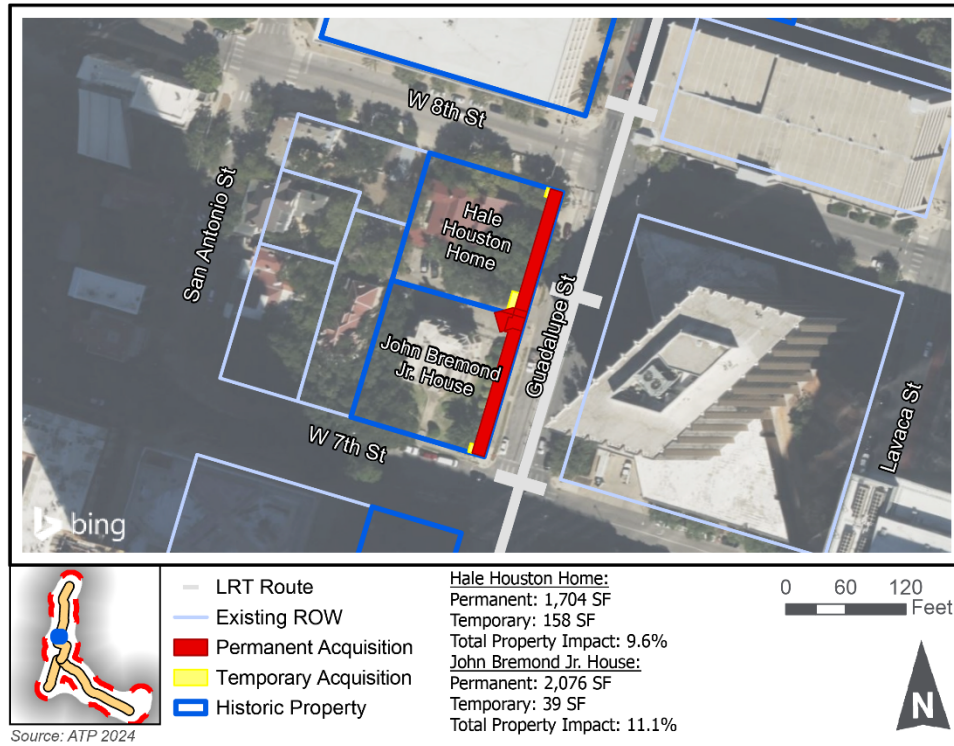 W 8th St
San Antonio St
Hale
Houston
Home
Guadalupe St
John Bremond
Jr. House
W 7th St
Lavaca St
bing
LRT Route
Existing ROW
Permanent Acquisition
Temporary Acquisition
Historic Property
Hale Houston Home:
Permanent: 1,704 SF
Temporary: 158 SF
Total Property Impact: 9.6%
John Bremond Jr. House:
Permanent: 2,076 SF
Temporary: 39 SF
Total Property Impact: 11.1%
0 60 120
Feet
N
Source: ATP 2024